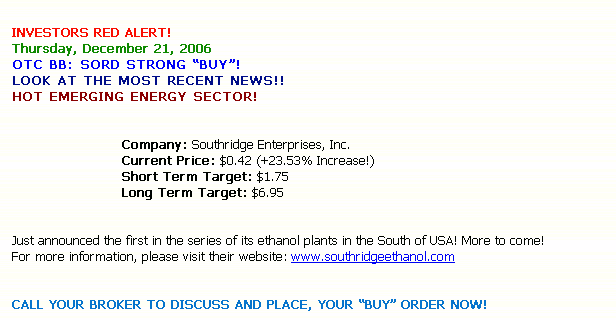 INVESTORS RED ALERT!
Thursday, December 21, 2006
OTC BB: SORD STRONG “BUY”!
LOOK AT THE MOST RECENT NEWS!!
HOT EMERGING ENERGY SECTOR!
Company: Southridge Enterprises, Inc.
Current Price: $0.42 (+23.53% Increase!)
Short Term Target: $1.75
Long Term Target: $6.95
Just announced the first in the series of its ethanol plants in the South of USA! More to come!
For more information, please visit their website: www.southridgeethanol.com
CALL YOUR BROKER TO DISCUSS AND PLACE, YOUR “BUY” ORDER NOW!